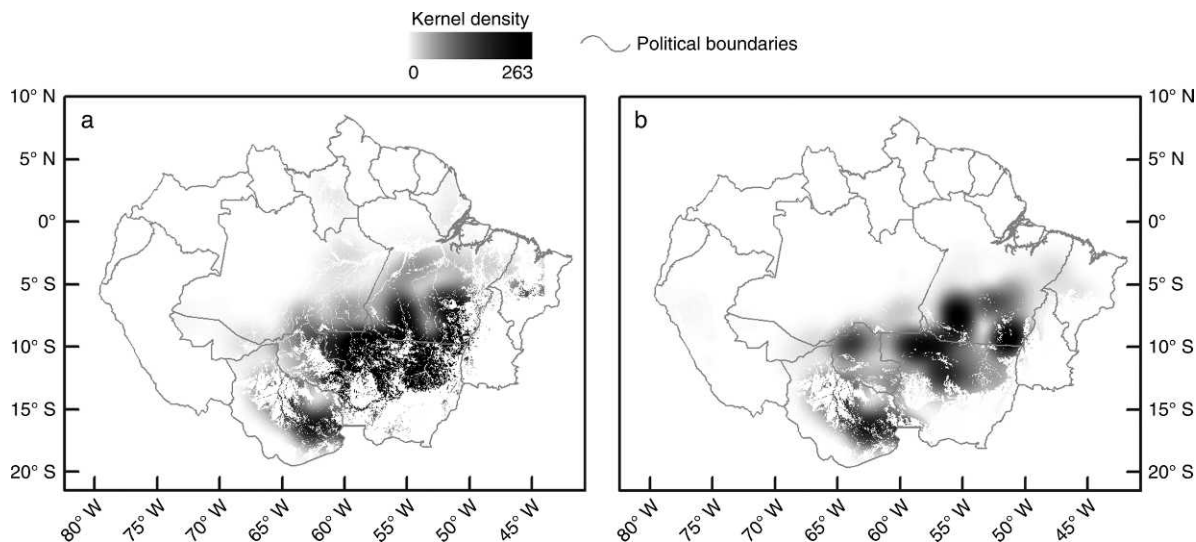 Kernel density
0 263
Political boundaries
a
10° N
5° N
0°
5° S
10° S
15° S
20° S
80° W
75° W
70° W
65° W
60° W
55° W
50° W
45° W
b
10° N
5° N
0°
5° S
10° S
15° S
20° S
80° W
75° W
70° W
65° W
60° W
55° W
50° W
45° W